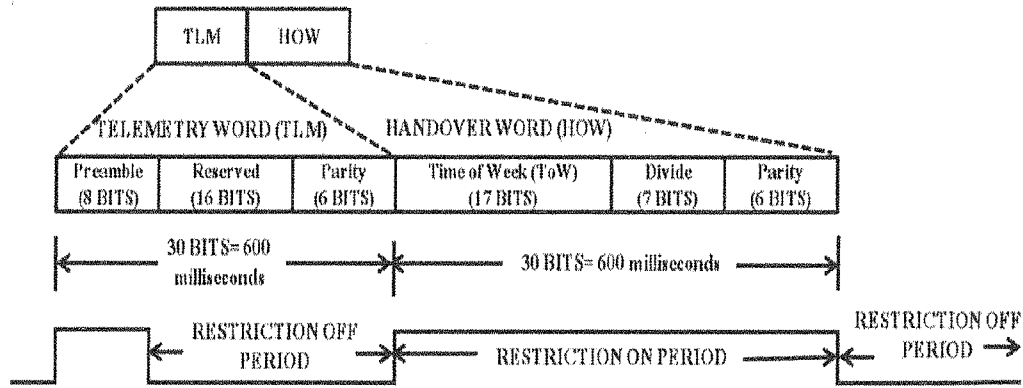 TLM HOW
TELEMETRY WORD (TLM) HANDOVER WORD (HOW)
Preamble Reserved Parity Time of Week (ToW) Divide Parity
(8 BITS) (16 BITS) (6 BITS) (17 BITS) (7 BITS) (6 BITS)
30 BITS= 600
milliseconds
30 BITS= 600 milliseconds
RESTRICTION OFF
PERIOD
RESTRICTION ON PERIOD
RESTRICTION OFF
PERIOD